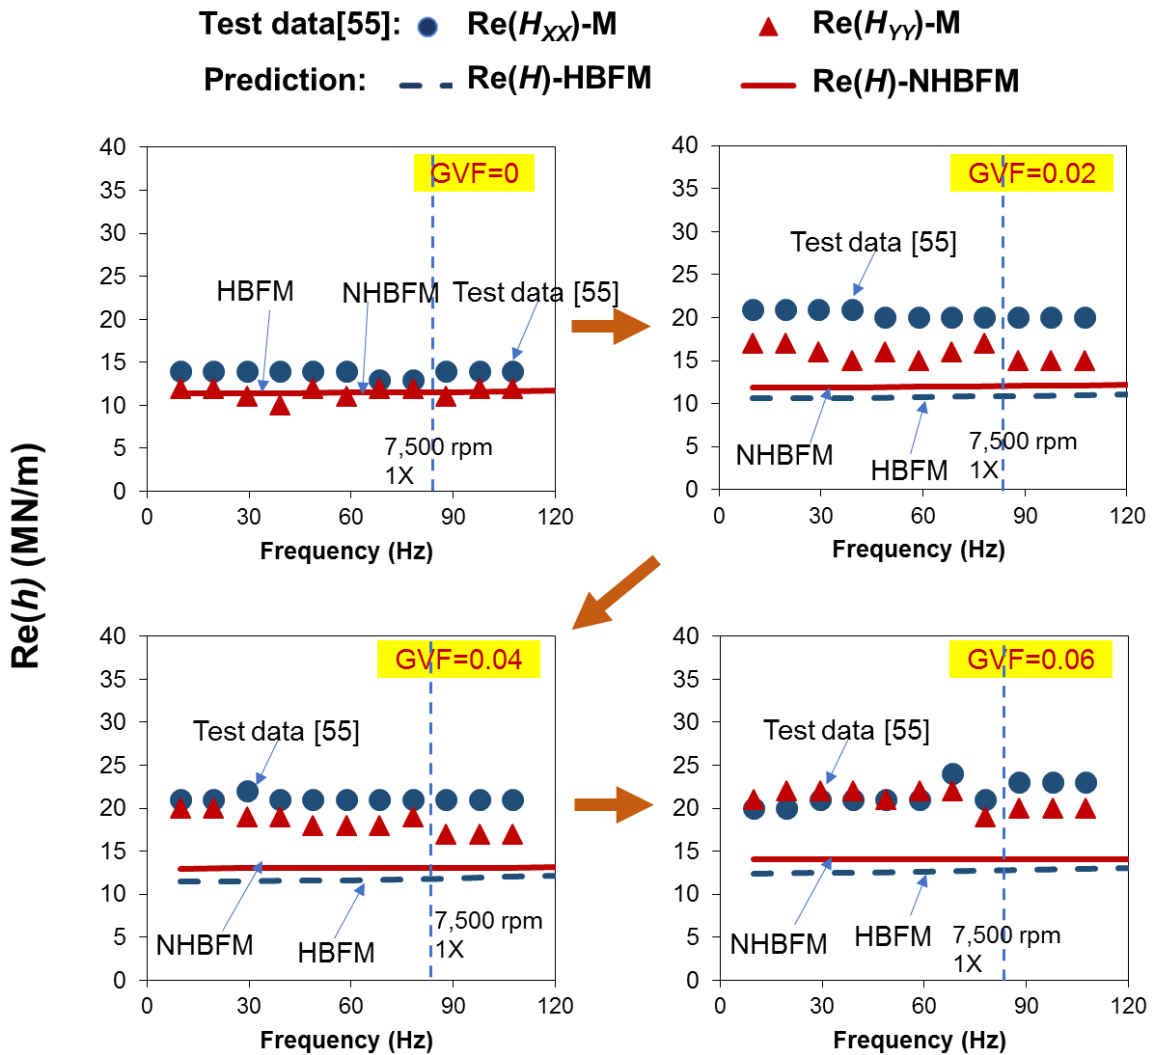 Test data[55]: Re(HXX)-M Re(HYY)-M
Prediction: Re(H)-HBFM Re(H)-NHBFM
Re(h) (MN/m)
40
35
30
25
20
15
10
5
0
GVF=0
HBFM
NHBFM
Test data [55]
7,500 rpm
1X
0 30 60 90 120
Frequency (Hz)
40
35
30
25
20
15
10
5
0
GVF=0.02
Test data [55]
NHBFM
HBFM
7,500 rpm
1X
0 30 60 90 120
Frequency (Hz)
40
35
30
25
20
15
10
5
0
GVF=0.04
Test data [55]
NHBFM
HBFM
7,500 rpm
1X
0 30 60 90 120
Frequency (Hz)
40
35
30
25
20
15
10
5
0
GVF=0.06
Test data [55]
NHBFM
HBFM
7,500 rpm
1X
0 30 60 90 120
Frequency (Hz)